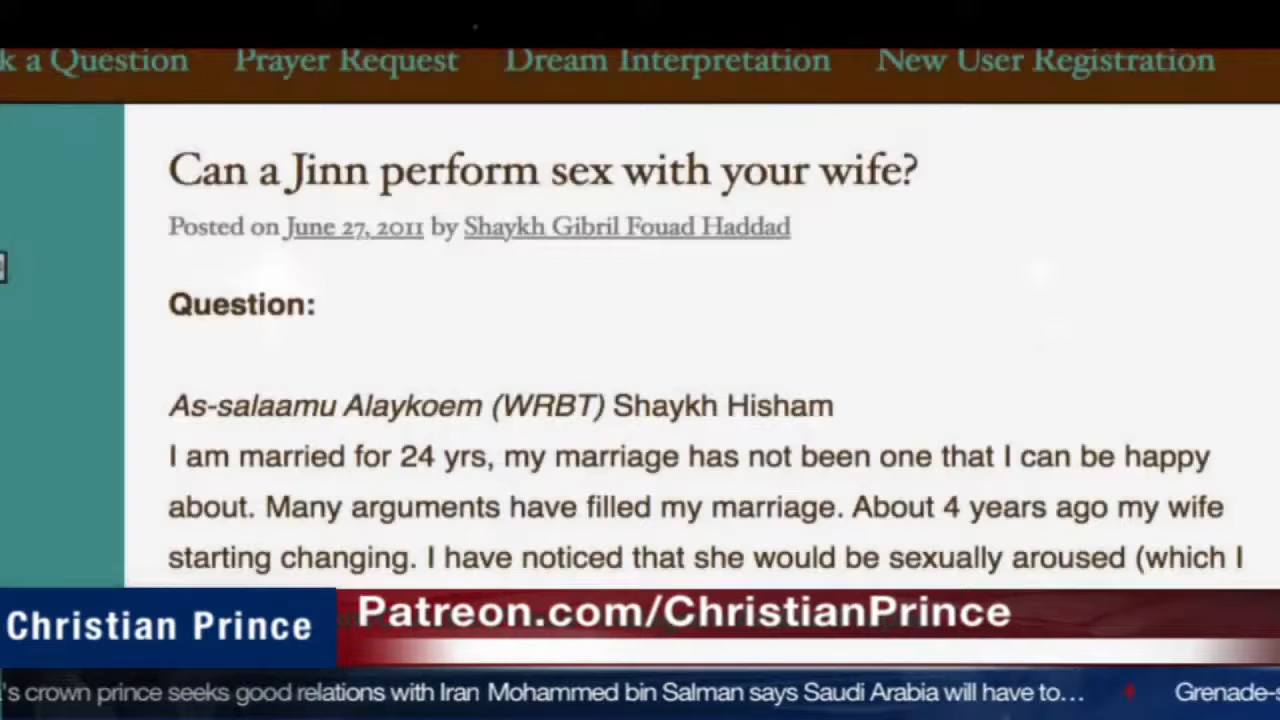 k a Question Prayer Request Dream Interpretation New User Registration
Can a Jinn perform sex with your wife?
Posted on June 27, 2011 by Shaykh Gibril Fouad Haddad
Question:
As-salaamu Alaykoem (WRBT) Shaykh Hisham
I am married for 24 yrs, my marriage has not been one that I can be happy
about. Many arguments have filled my marriage. About 4 years ago my wife
starting changing. I have noticed that she would be sexually aroused (which I
Christian Prince
Patreon.com/ChristianPrince
's crown prince seeks good relations with Iran Mohammed bin Salman says Saudi Arabia will have to... Grenade-s